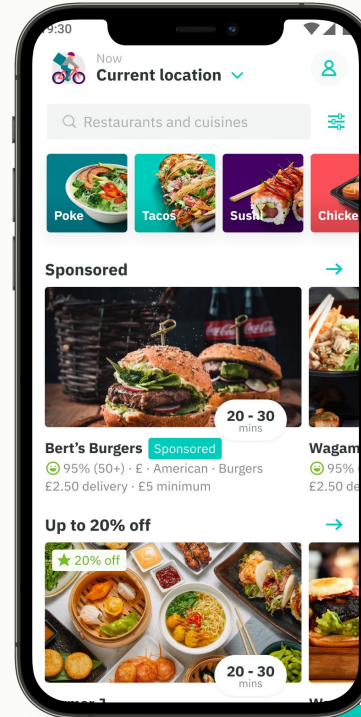 9:30
Now
Current location
Restaurants and cuisines
Poke
Tacos
Sushi
Chicke
Sponsored
Coca-Cola
20 - 30
mins
Bert's Burgers Sponsored
95% (50+) · £ · American · Burgers
£2.50 delivery · £5 minimum
Wagam
95%
£2.50 de
Up to 20% off
20% off
20 - 30
mins